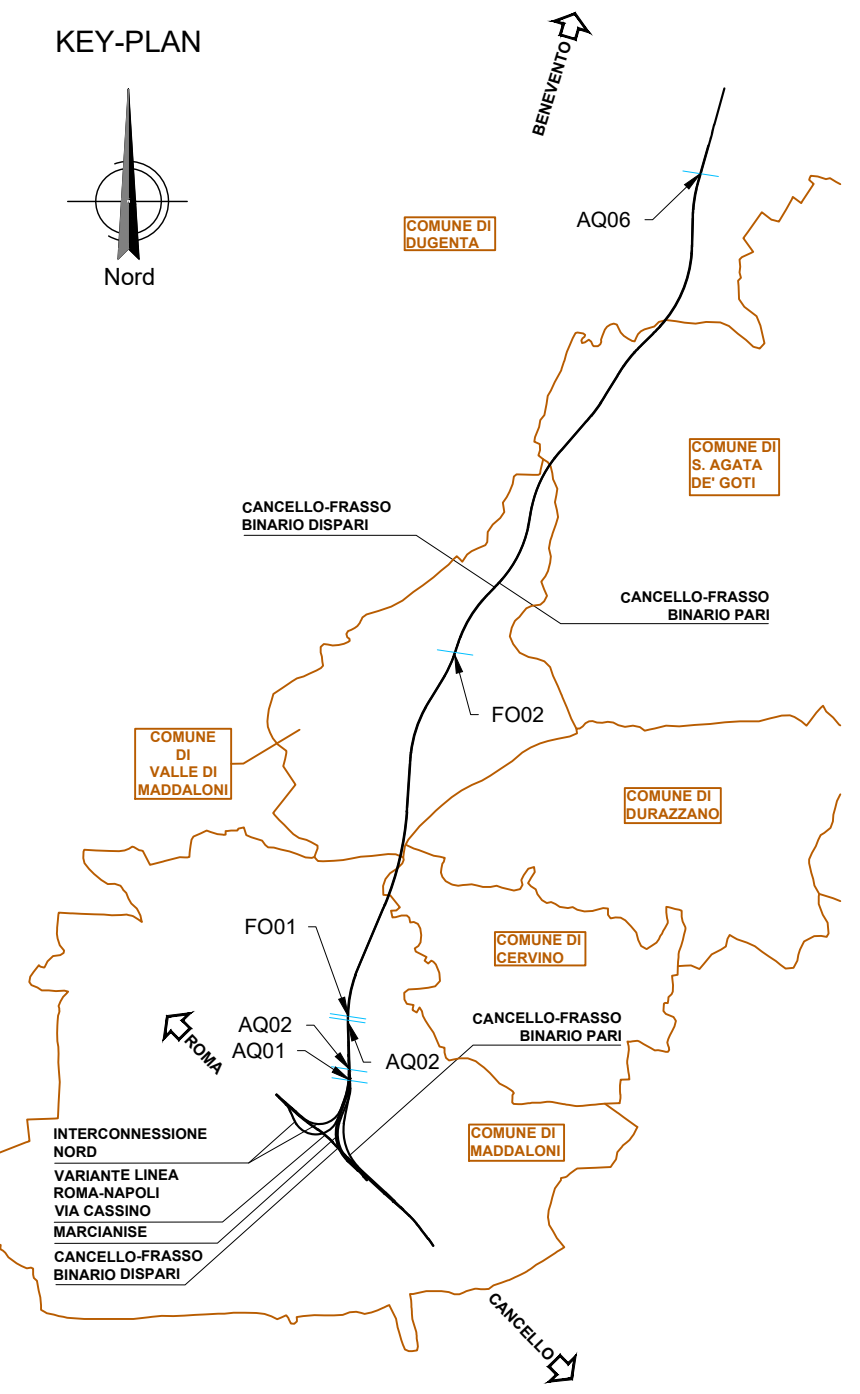 KEY-PLAN
BENEVENTO
Nord
AQ06
COMUNE DI
DUGENTA
COMUNE DI
S. AGATA
DE' GOTI
CANCELLO-FRASSO
BINARIO DISPARI
CANCELLO-FRASSO
BINARIO PARI
FO02
COMUNE
DI
VALLE DI
MADDALONI
COMUNE DI
DURAZZANO
FO01
COMUNE DI
CERVINO
ROMA
AQ02
AQ01
AQ02
CANCELLO-FRASSO
BINARIO PARI
INTERCONNESSIONE
NORD
VARIANTE LINEA
ROMA-NAPOLI
VIA CASSINO
MARCIANISE
CANCELLO-FRASSO
BINARIO DISPARI
COMUNE DI
MADDALONI
CANCELLO